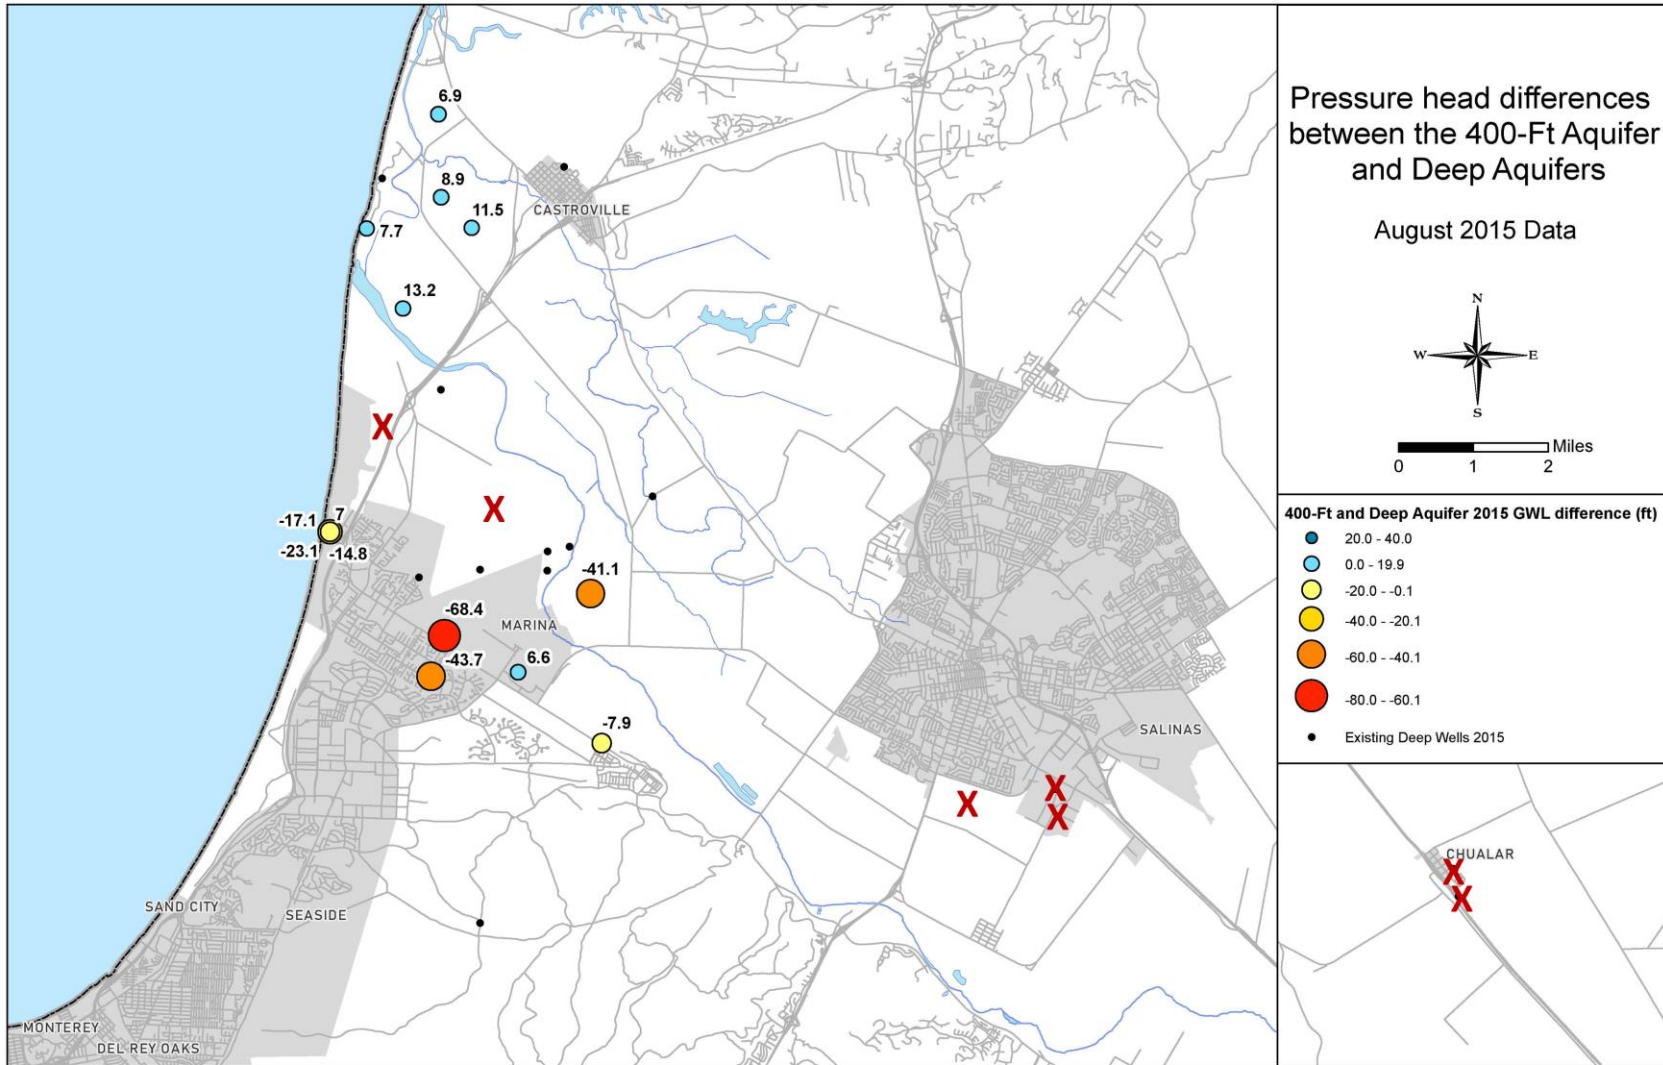 Pressure head differences
between the 400-Ft Aquifer
and Deep Aquifers
August 2015 Data
N
W E
S
Miles
0 1 2
400-Ft and Deep Aquifer 2015 GWL difference (ft)
20.0 - 40.0
0.0 - 19.9
-20.0 - -0.1
-40.0 - -20.1
-60.0 - -40.1
-80.0 - -60.1
Existing Deep Wells 2015
6.9
8.9
11.5
7.7
CASTROVILLE
13.2
X
X
-17.1 7
-23.1 -14.8
-41.1
-68.4
MARINA
-43.7
6.6
-7.9
SALINAS
X
X
X
SAND CITY
SEASIDE
MONTEREY
DEL REY OAKS
CHUALAR
X
X